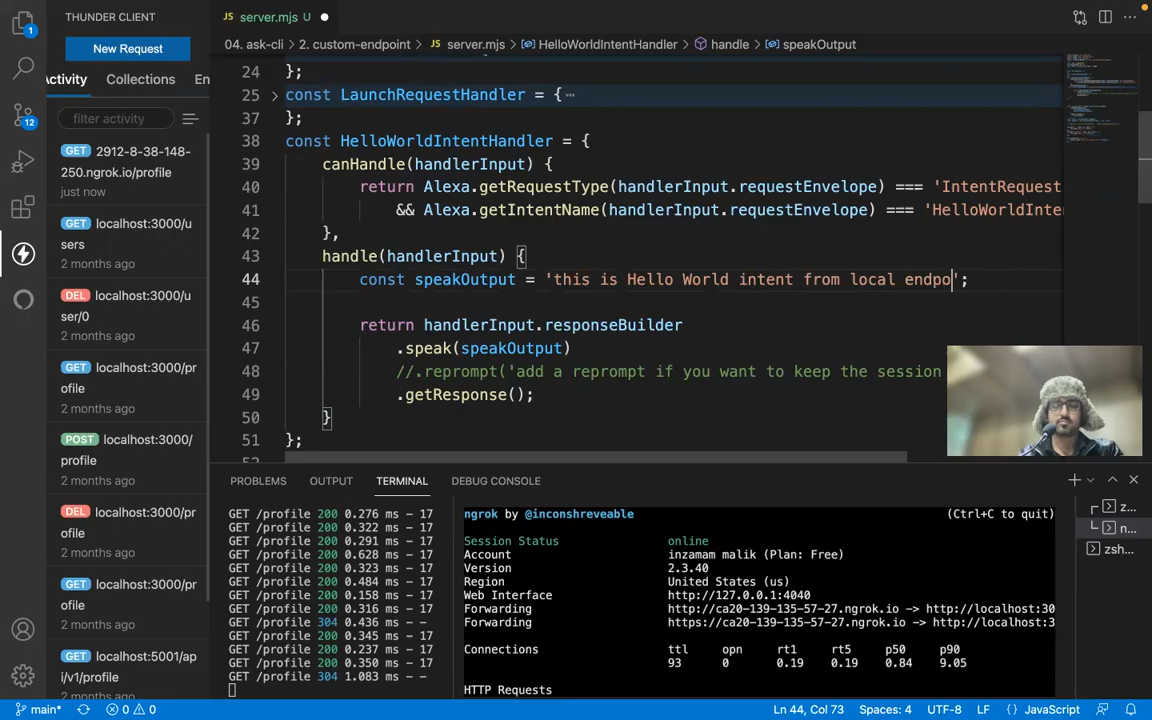 THUNDER CLIENT
New Request
Activity Collections En
filter activity
GET 2912-8-38-148-
250.ngrok.io/profile
just now
GET localhost:3000/u
sers
2 months ago
DEL localhost:3000/u
ser/0
2 months ago
GET localhost:3000/pr
ofile
2 months ago
POST localhost:3000/
profile
2 months ago
DEL localhost:3000/pr
ofile
2 months ago
GET localhost:3000/pr
ofile
2 months ago
GET localhost:5001/ap
i/v1/profile
2 months ago
1
12
JS server.mjs U
04. ask-cli > 2. custom-endpoint > JS server.mjs > HelloWorldIntentHandler > handle > speakOutput
24 };
25 const LaunchRequestHandler = {
37 };
38 const HelloWorldIntentHandler = {
39 canHandle(handlerInput) {
40 return Alexa.getRequestType(handlerInput.requestEnvelope) === 'IntentRequest
41 && Alexa.getIntentName(handlerInput.requestEnvelope) === 'HelloWorldInten
42 },
43 handle(handlerInput) {
44 const speakOutput = 'this is Hello World intent from local endpo';
45
46 return handlerInput.responseBuilder
47 .speak(speakOutput)
48 //.reprompt('add a reprompt if you want to keep the session
49 .getResponse();
50 }
51 };
PROBLEMS OUTPUT TERMINAL DEBUG CONSOLE
GET /profile 200 0.276 ms - 17
GET /profile 200 0.322 ms - 17
GET /profile 200 0.291 ms - 17
GET /profile 200 0.628 ms - 17
GET /profile 200 0.323 ms - 17
GET /profile 200 0.484 ms - 17
GET /profile 200 0.158 ms - 17
GET /profile 200 0.316 ms - 17
GET /profile 304 0.436 ms - -
GET /profile 200 0.345 ms - 17
GET /profile 200 0.237 ms - 17
GET /profile 200 0.350 ms - 17
GET /profile 304 1.083 ms - -
ngrok by @inconshreveable (Ctrl+C to quit)
Session Status online
Account inzamam malik (Plan: Free)
Version 2.3.40
Region United States (us)
Web Interface http://127.0.0.1:4040
Forwarding http://ca20-139-135-57-27.ngrok.io -> http://localhost:30
Forwarding https://ca20-139-135-57-27.ngrok.io -> http://localhost:3
Connections ttl opn rt1 rt5 p50 p90
93 0 0.19 0.19 0.84 9.05
HTTP Requests
z...
n...
zsh...
main* 0 0 Ln 44, Col 73 Spaces: 4 UTF-8 LF {} JavaScript